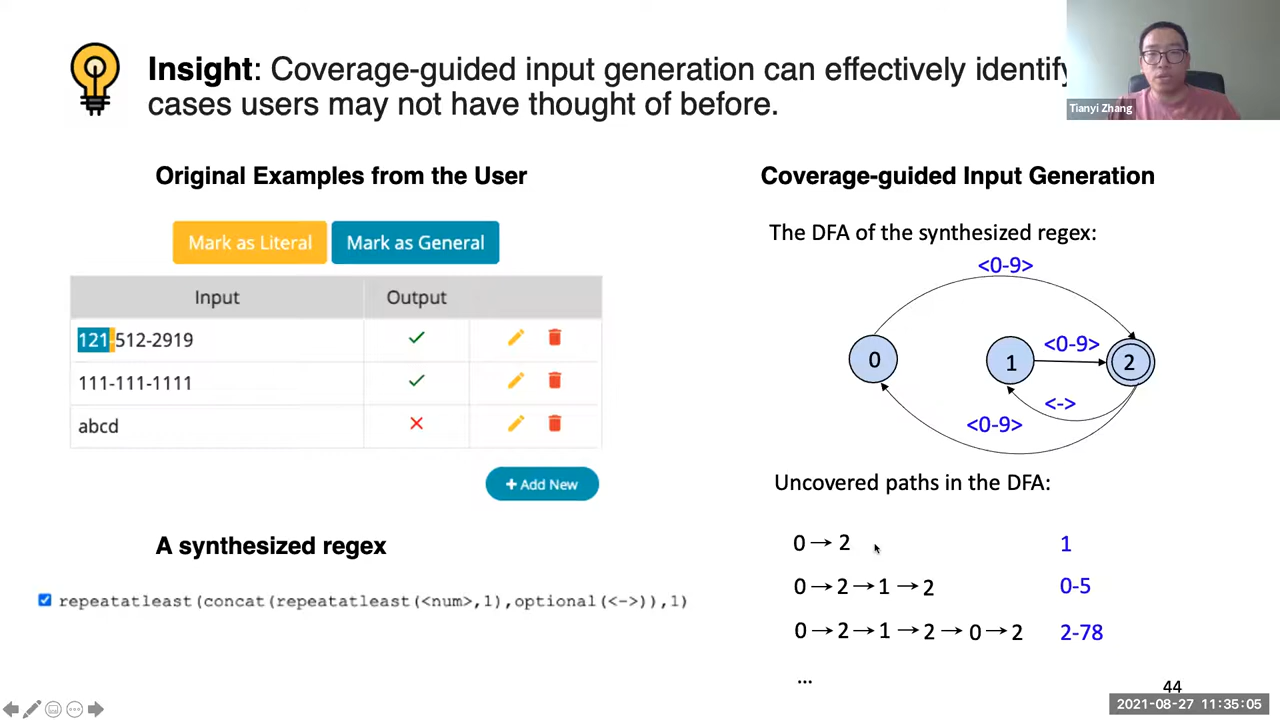 Insight: Coverage-guided input generation can effectively identify
cases users may not have thought of before.
Tianyi Zhang
Original Examples from the User
Mark as Literal Mark as General
Input Output
121-512-2919
111-111-1111
abcd
+ Add New
A synthesized regex
repeatatleast(concat(repeatatleast(<num>,1),optional(<->)),1)
Coverage-guided Input Generation
The DFA of the synthesized regex:
<0-9>
0 1 <0-9> 2
<->
<0-9>
Uncovered paths in the DFA:
0 → 2 1
0 → 2 → 1 → 2 0-5
0 → 2 → 1 → 2 → 0 → 2 2-78
...
44
2021-08-27 11:35:05